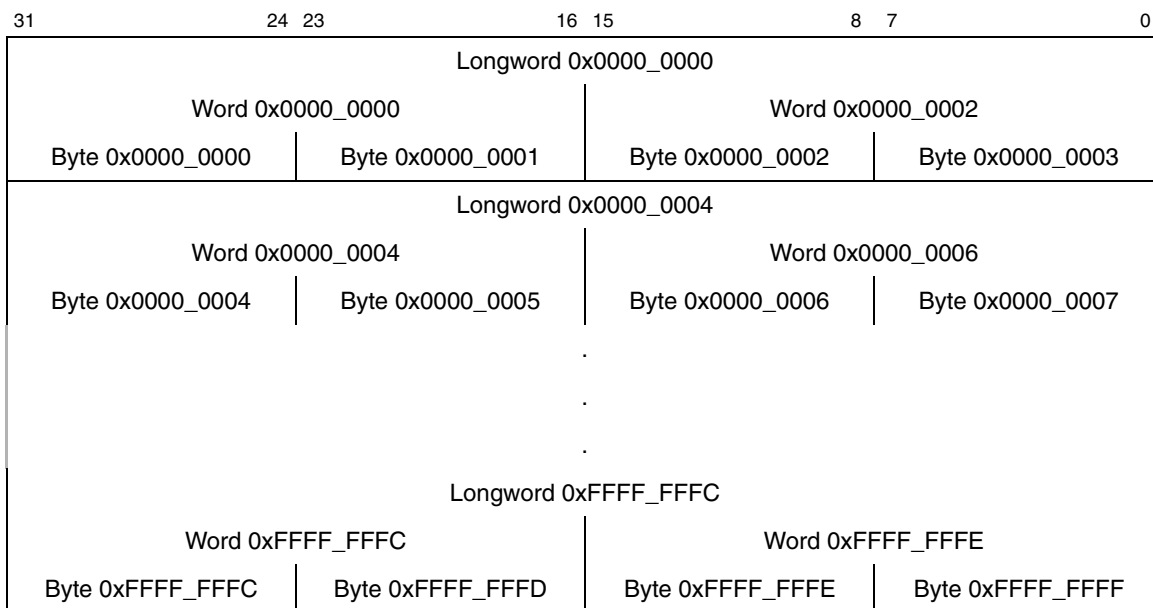 31 24 23 16 15 8 7 0
Longword 0x0000_0000
Word 0x0000_0000 Word 0x0000_0002
Byte 0x0000_0000 Byte 0x0000_0001 Byte 0x0000_0002 Byte 0x0000_0003
Longword 0x0000_0004
Word 0x0000_0004 Word 0x0000_0006
Byte 0x0000_0004 Byte 0x0000_0005 Byte 0x0000_0006 Byte 0x0000_0007
.
.
.
Longword 0xFFFF_FFFC
Word 0xFFFF_FFFC Word 0xFFFF_FFFE
Byte 0xFFFF_FFFC Byte 0xFFFF_FFFD Byte 0xFFFF_FFFE Byte 0xFFFF_FFFF